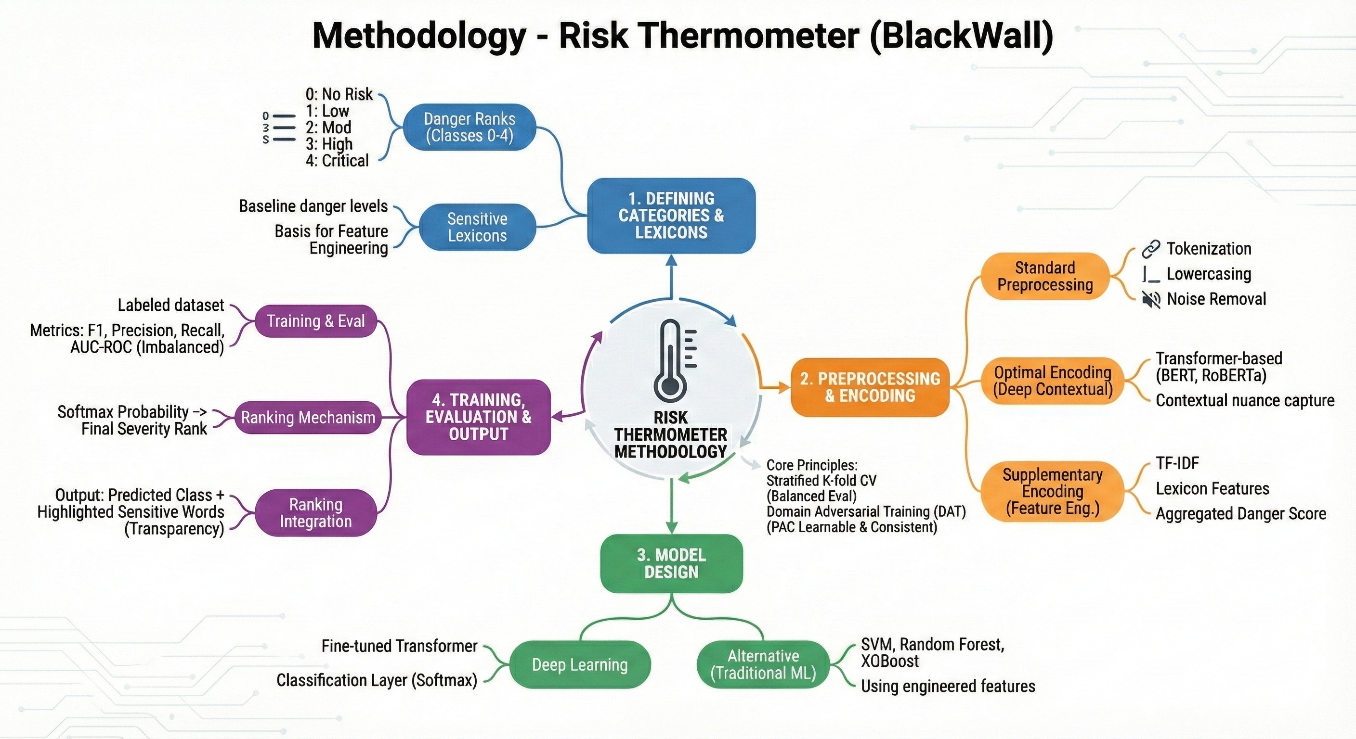 Methodology - Risk Thermometer (BlackWall)
0: No Risk
1: Low
2: Mod
3: High
4: Critical
0
3
S
Danger Ranks
(Classes 0-4)
Baseline danger levels
Basis for Feature
Engineering
Sensitive
Lexicons
1. DEFINING
CATEGORIES &
LEXICONS
Standard
Preprocessing
Tokenization
Lowercasing
Noise Removal
2. PREPROCESSING
& ENCODING
Optimal Encoding
(Deep Contextual)
Transformer-based
(BERT, RoBERTa)
Contextual nuance capture
Supplementary
Encoding
(Feature Eng.)
TF-IDF
Lexicon Features
Aggregated Danger Score
RISK
THERMOMETER
METHODOLOGY
Core Principles:
Stratified K-fold CV
(Balanced Eval)
Domain Adversarial Training (DAT)
(PAC Learnable & Consistent)
Labeled dataset
Metrics: F1, Precision, Recall,
AUC-ROC (Imbalanced)
Training & Eval
Softmax Probability ->
Final Severity Rank
Ranking Mechanism
4. TRAINING,
EVALUATION &
OUTPUT
Output: Predicted Class +
Highlighted Sensitive Words
(Transparency)
Ranking
Integration
3. MODEL
DESIGN
Fine-tuned Transformer
Classification Layer (Softmax)
Deep Learning
Alternative
(Traditional ML)
SVM, Random Forest,
XQBoost
Using engineered features